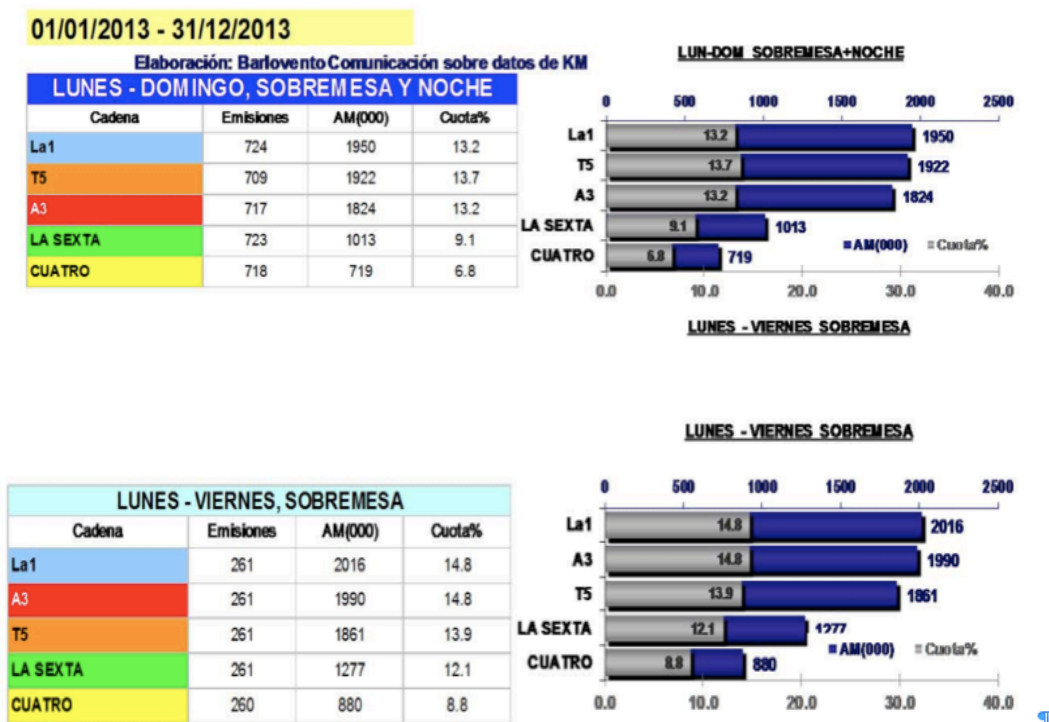 01/01/2013 - 31/12/2013
Elaboración: Barlovento Comunicación sobre datos de KM
LUNES - DOMINGO, SOBREMESA Y NOCHE
Cadena Emisiones AM(000) Cuota%
La1 724 1950 13.2
T5 709 1922 13.7
A3 717 1824 13.2
LA SEXTA 723 1013 9.1
CUATRO 718 719 6.8
LUN-DOM SOBREMESA+NOCHE
0 500 1000 1500 2000 2500
La1 13.2 1950
T5 13.7 1922
A3 13.2 1824
LA SEXTA 9.1 1013
AM(000) Cuota%
CUATRO 6.8 719
0.0 10.0 20.0 30.0 40.0
LUNES - VIERNES SOBREMESA
LUNES - VIERNES, SOBREMESA
Cadena Emisiones AM(000) Cuota%
La1 261 2016 14.8
A3 261 1990 14.8
T5 261 1861 13.9
LA SEXTA 261 1277 12.1
CUATRO 260 880 8.8
LUNES - VIERNES SOBREMESA
0 500 1000 1500 2000 2500
La1 14.8 2016
A3 14.8 1990
T5 13.9 1861
LA SEXTA 12.1 1277
AM(000) Cuota%
CUATRO 8.8 880
0.0 10.0 20.0 30.0 40.0
¶